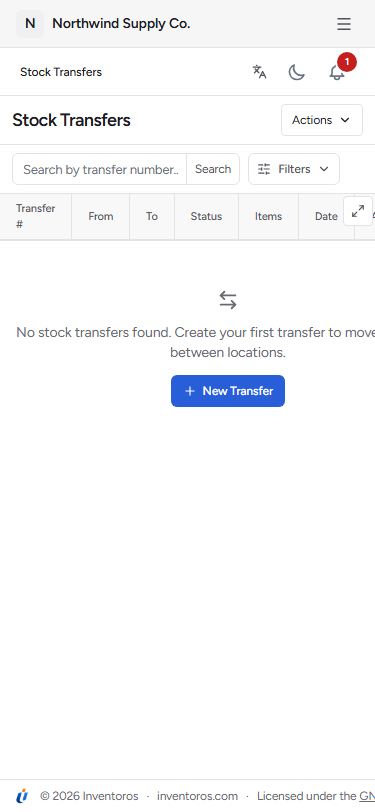 N Northwind Supply Co.
Stock Transfers
1
Stock Transfers
Actions
Search by transfer number..
Search
Filters
Transfer #
From
To
Status
Items
Date
No stock transfers found. Create your first transfer to move
between locations.
New Transfer
© 2026 Inventoros · inventoros.com · Licensed under the GN